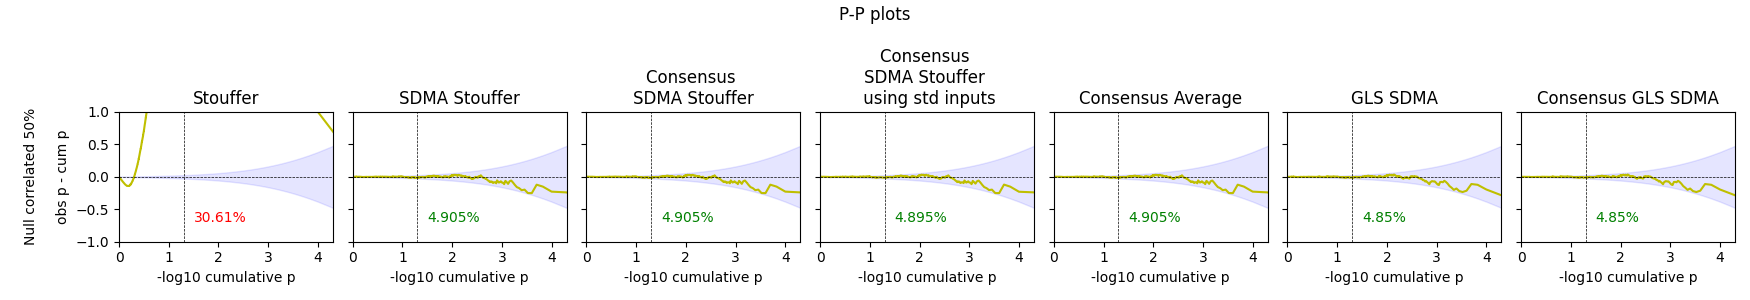 P-P plots
Stouffer
SDMA Stouffer
Consensus
SDMA Stouffer
Consensus
SDMA Stouffer
using std inputs
Consensus Average
GLS SDMA
Consensus GLS SDMA
Null correlated 50%
obs p - cum p
1.0
0.5
0.0
−0.5
−1.0
30.61%
4.905%
4.905%
4.895%
4.905%
4.85%
4.85%
0 1 2 3 4
0 1 2 3 4
0 1 2 3 4
0 1 2 3 4
0 1 2 3 4
0 1 2 3 4
0 1 2 3 4
-log10 cumulative p
-log10 cumulative p
-log10 cumulative p
-log10 cumulative p
-log10 cumulative p
-log10 cumulative p
-log10 cumulative p